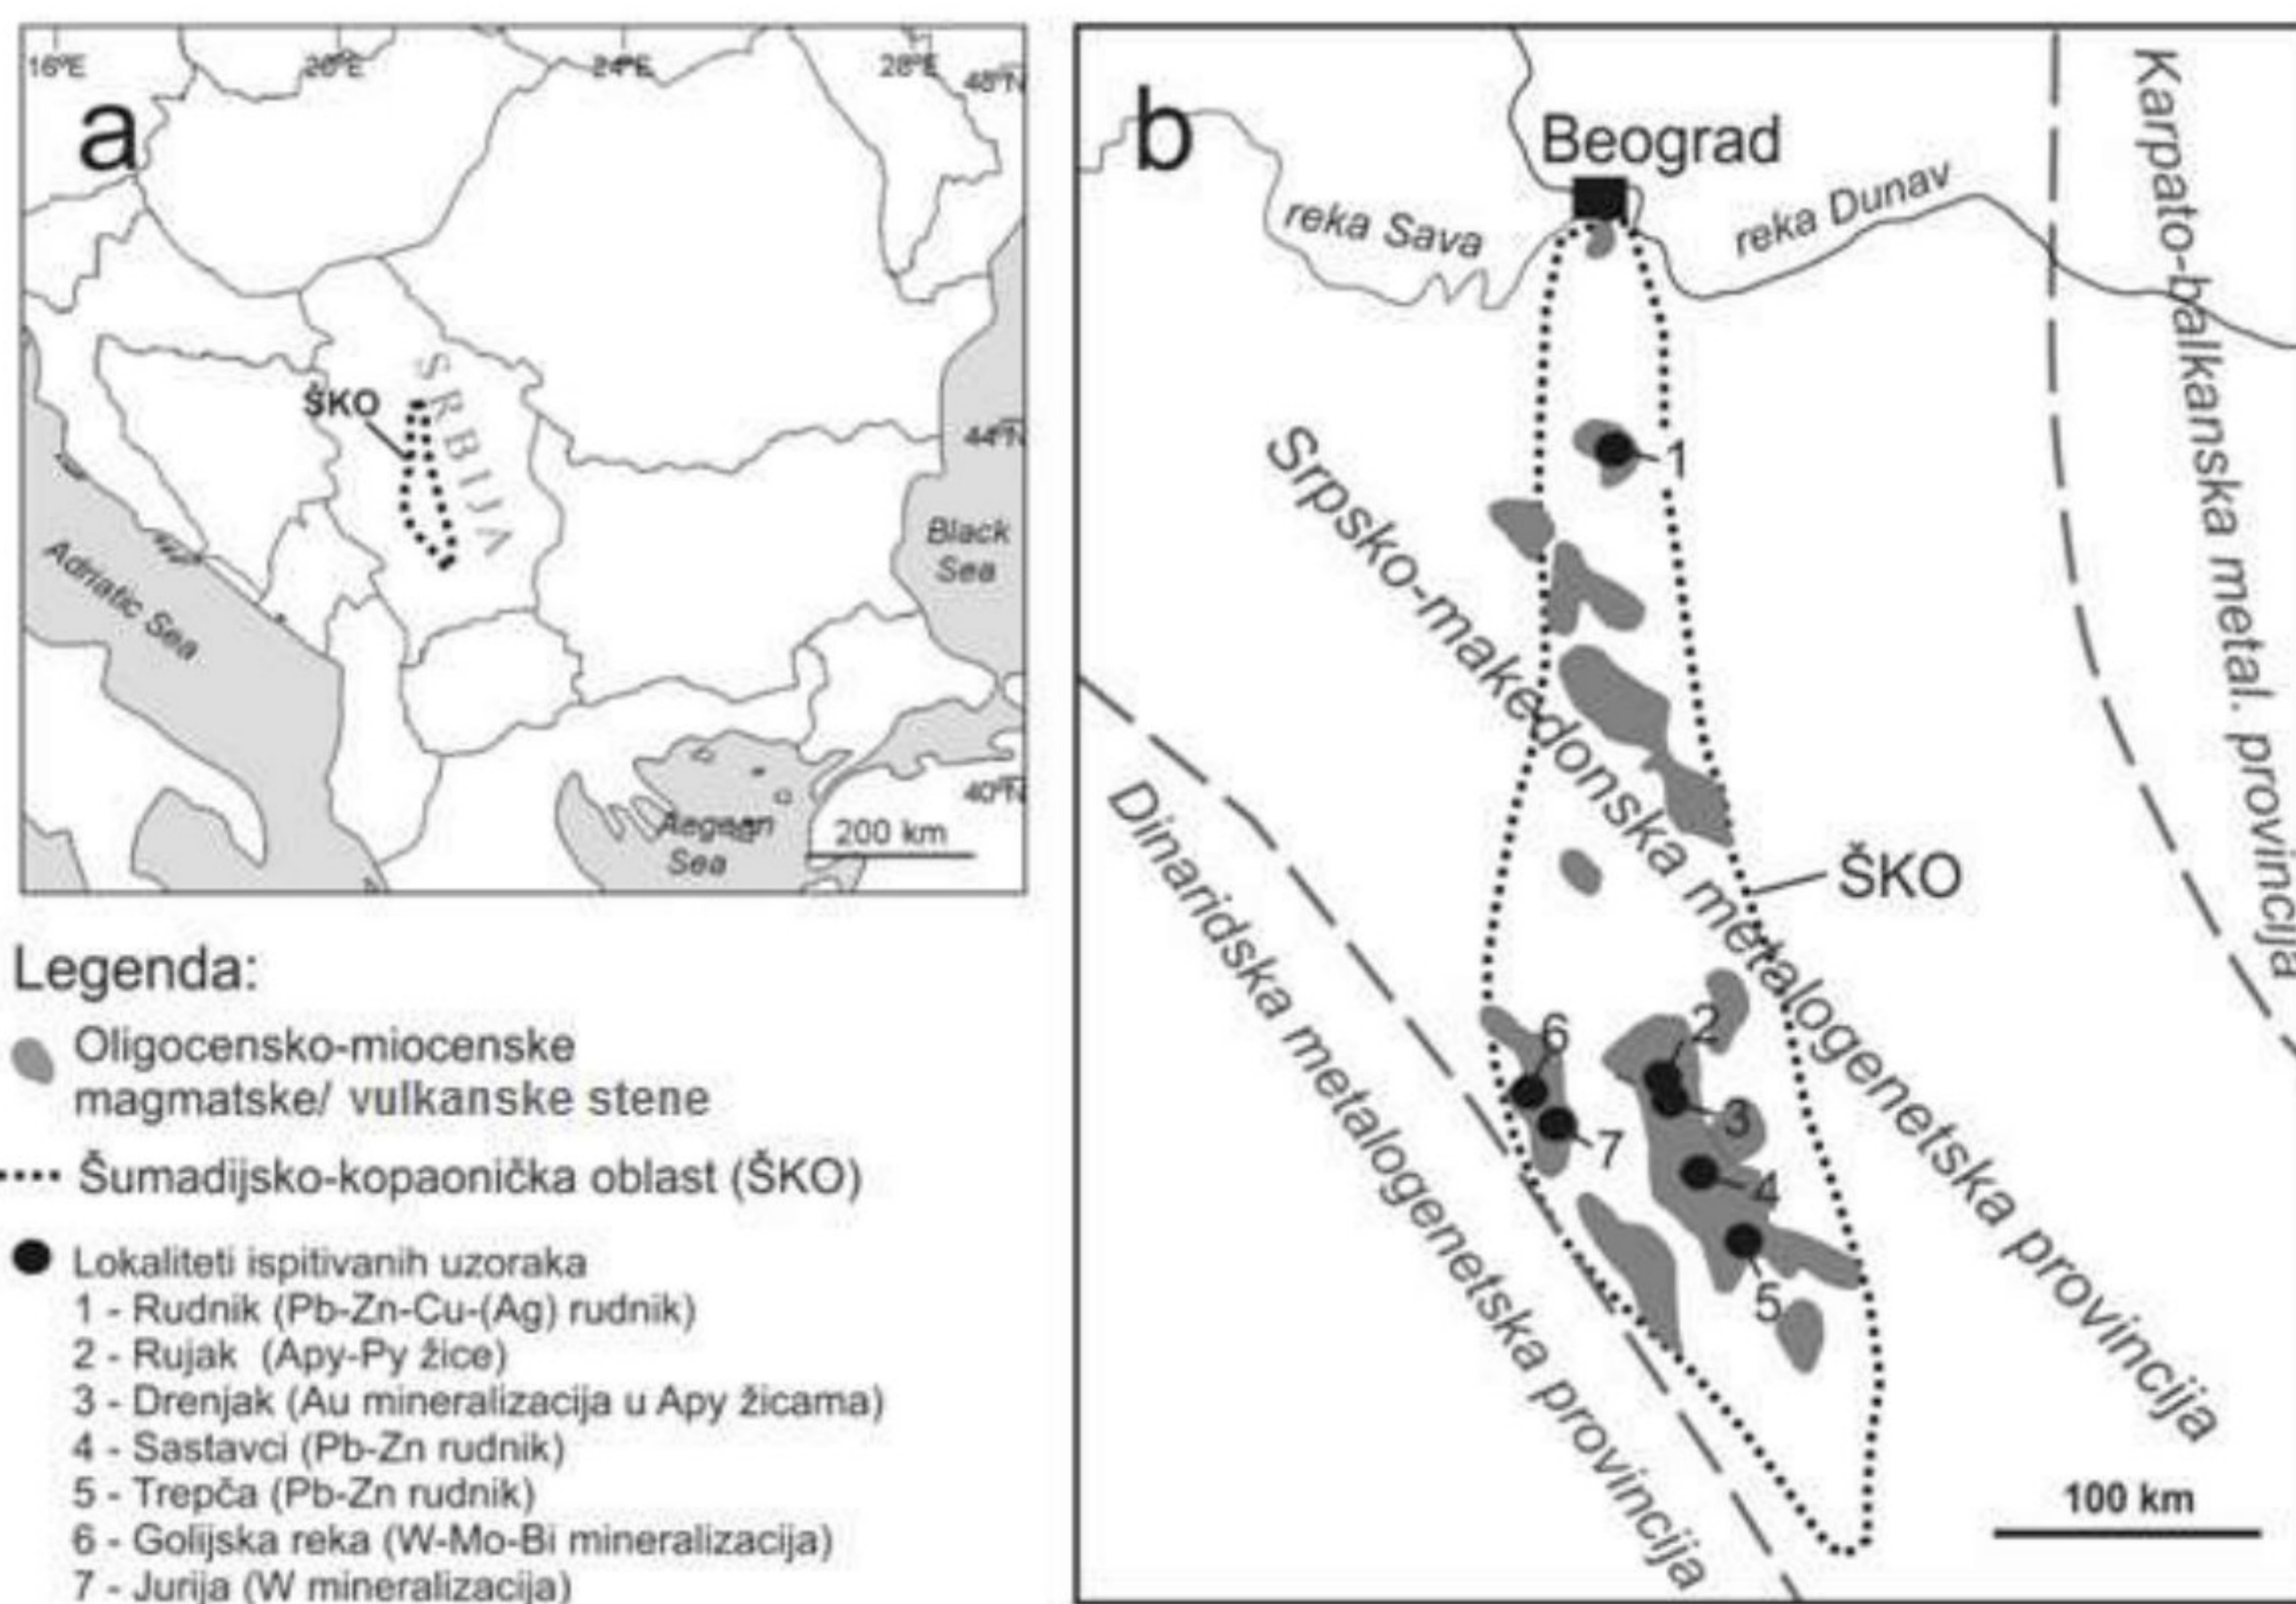 16°E
20°E
24°E
28°E
48°N
a
ŠKO
SRBIJA
44°N
Black
Sea
Adriatic Sea
40°N
Aegean
Sea
200 km
b
Beograd
reka Sava
reka Dunav
Karpato-balkanska metal. provincija
1
Srpsko-makedonska metalogenetska provincija
ŠKO
Dinaridska metalogenetska provincija
2
6
3
7
4
5
100 km
Legenda:
Oligocensko-miocenske
magmatske/ vulkanske stene
Šumadijsko-kopaonička oblast (ŠKO)
Lokaliteti ispitivanih uzoraka
1 - Rudnik (Pb-Zn-Cu-(Ag) rudnik)
2 - Rujak (Apy-Py žice)
3 - Drenjak (Au mineralizacija u Apy žicama)
4 - Sastavci (Pb-Zn rudnik)
5 - Trepča (Pb-Zn rudnik)
6 - Golijska reka (W-Mo-Bi mineralizacija)
7 - Jurija (W mineralizacija)